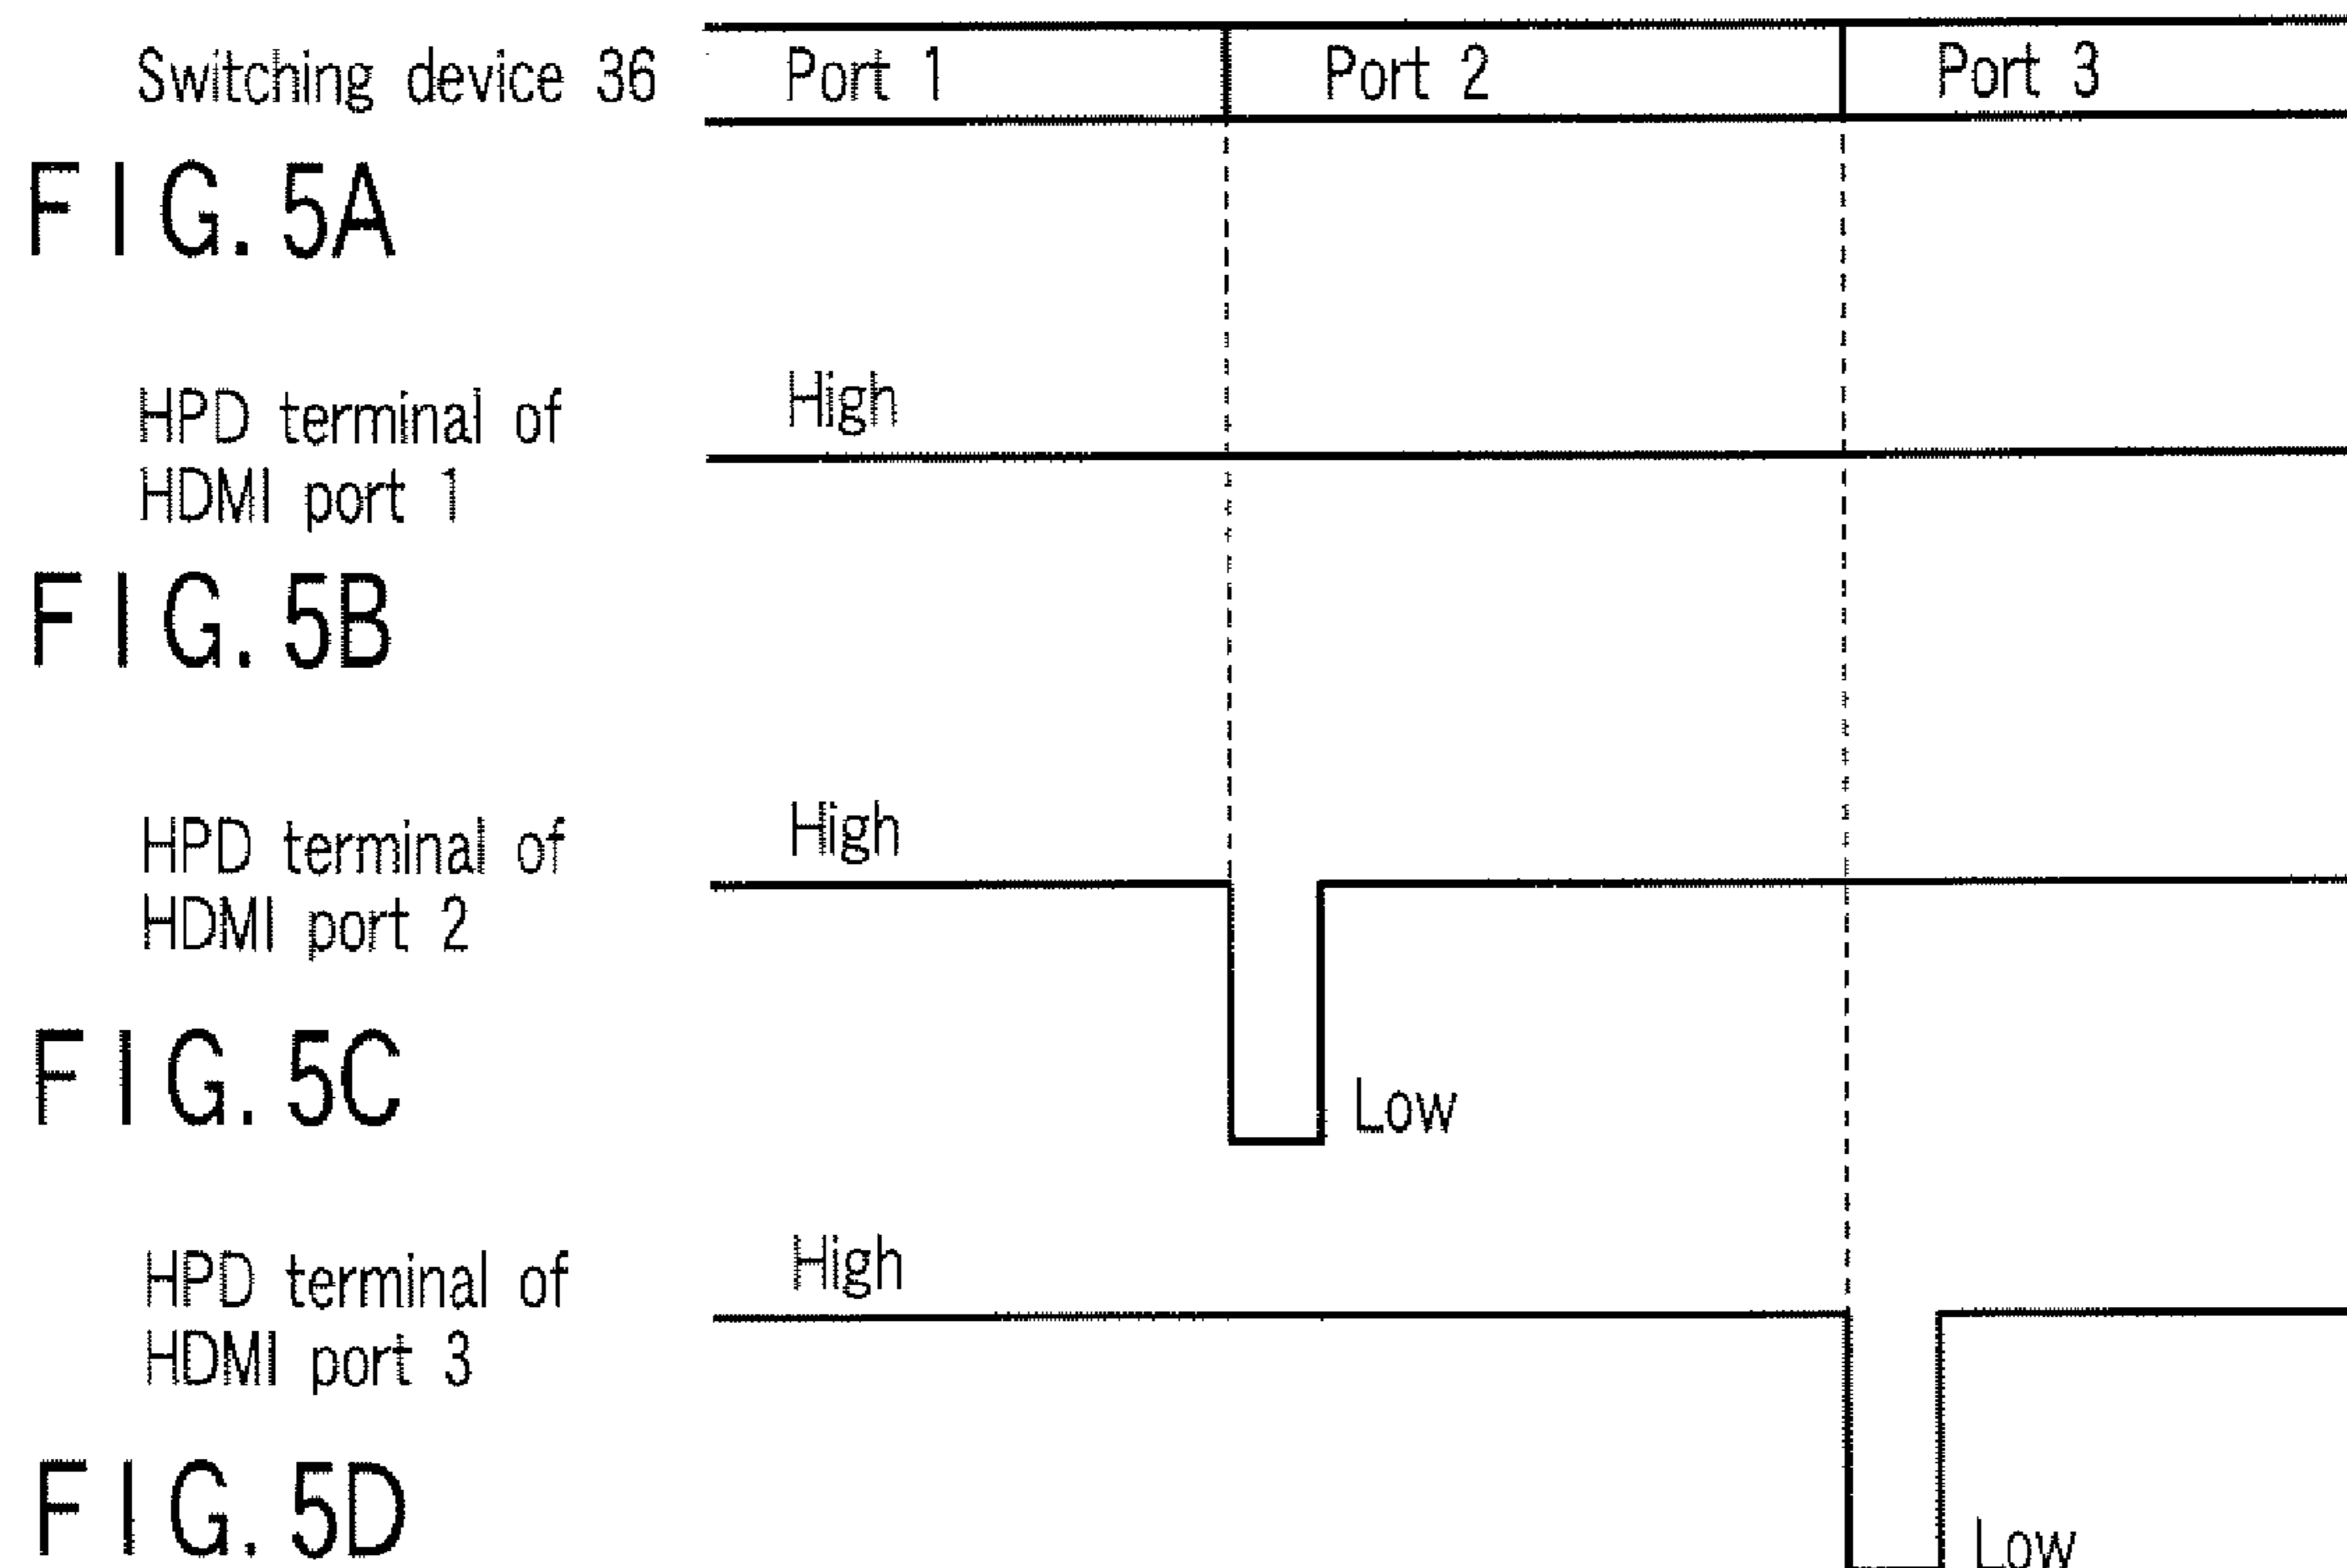 Switching device 36
Port 1
Port 2
Port 3
FIG. 5A
HPD terminal of
HDMI port 1
High
FIG. 5B
HPD terminal of
HDMI port 2
High
Low
FIG. 5C
HPD terminal of
HDMI port 3
High
Low
FIG. 5D